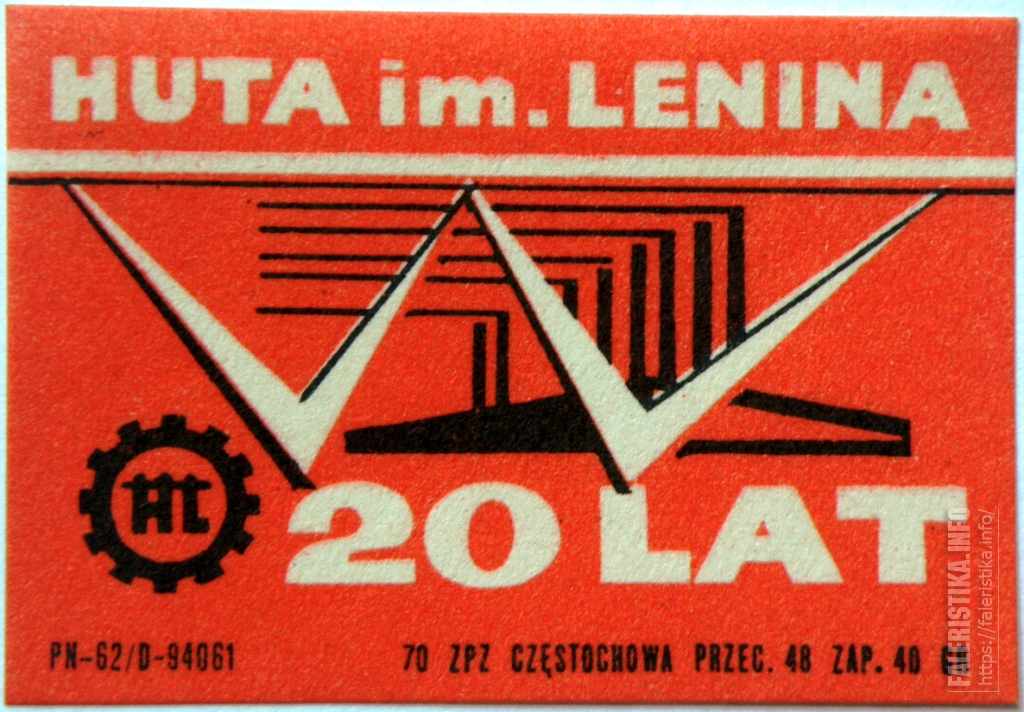 HUTA im. LENINA
HL
20 LAT
PN-62/D-94061
70 ZPZ CZĘSTOCHOWA PRZEC. 48 ZAP. 40
FALERISTIKA.INFO
https://faleristika.info/